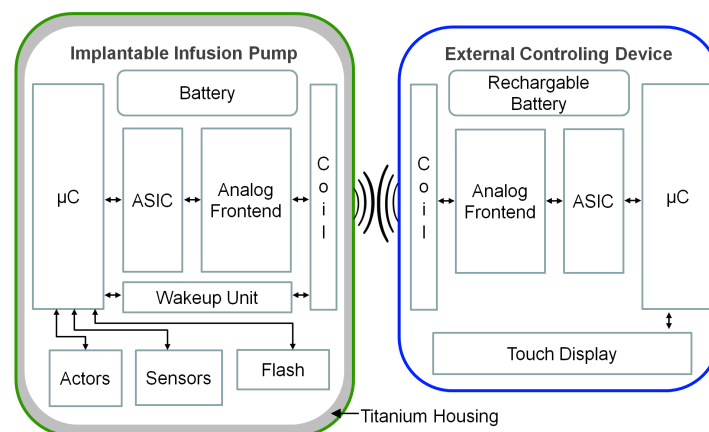 Implantable Infusion Pump
Battery
µC
ASIC
Analog
Frontend
C
o
i
l
Wakeup Unit
Actors
Sensors
Flash
Titanium Housing
External Controling Device
Rechargable
Battery
C
o
i
l
Analog
Frontend
ASIC
µC
Touch Display